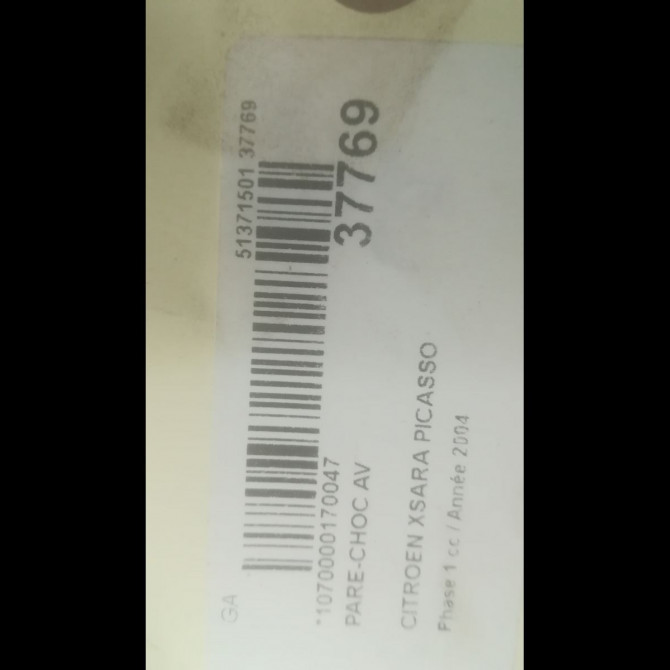 GA
51371501 37769
*1070000170047
37769
PARE-CHOC AV
CITROEN XSARA PICASSO
Phase 1 cc / Année 2004